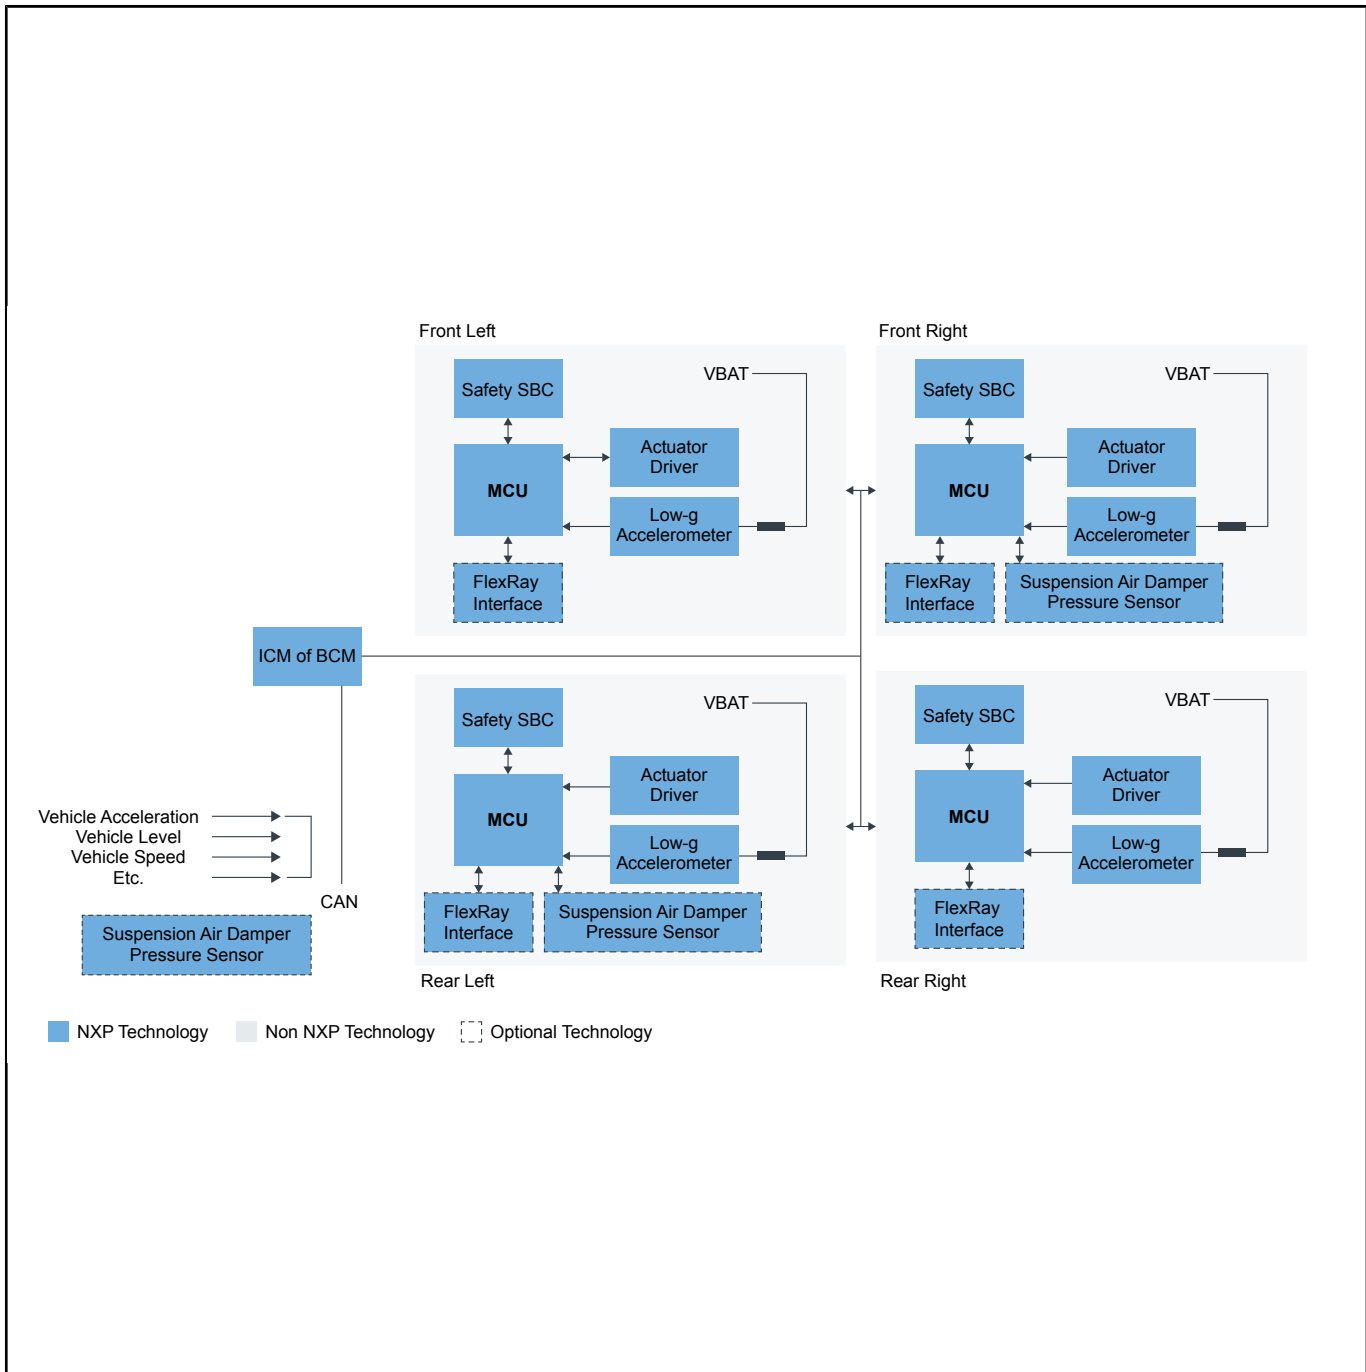 Front Left
Safety SBC
VBAT
Actuator
Driver
MCU
Low-g
Accelerometer
FlexRay
Interface
Front Right
Safety SBC
VBAT
Actuator
Driver
MCU
Low-g
Accelerometer
FlexRay
Interface
Suspension Air Damper
Pressure Sensor
ICM of BCM
Vehicle Acceleration
Vehicle Level
Vehicle Speed
Etc.
CAN
Suspension Air Damper
Pressure Sensor
Safety SBC
VBAT
Actuator
Driver
MCU
Low-g
Accelerometer
FlexRay
Interface
Suspension Air Damper
Pressure Sensor
Rear Left
Safety SBC
VBAT
Actuator
Driver
MCU
Low-g
Accelerometer
FlexRay
Interface
Rear Right
NXP Technology
Non NXP Technology
Optional Technology